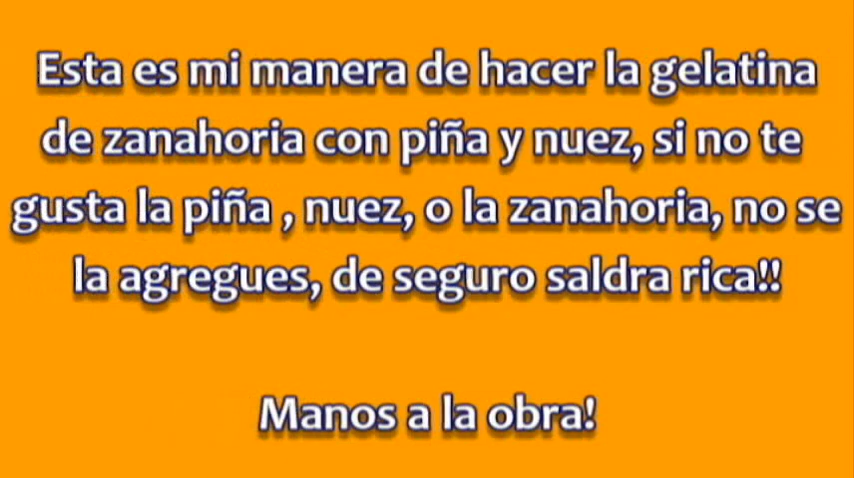 Esta es mi manera de hacer la gelatina
de zanahoria con piña y nuez, si no te
gusta la piña , nuez, o la zanahoria, no se
la agregues, de seguro saldra rica!!
Manos a la obra!